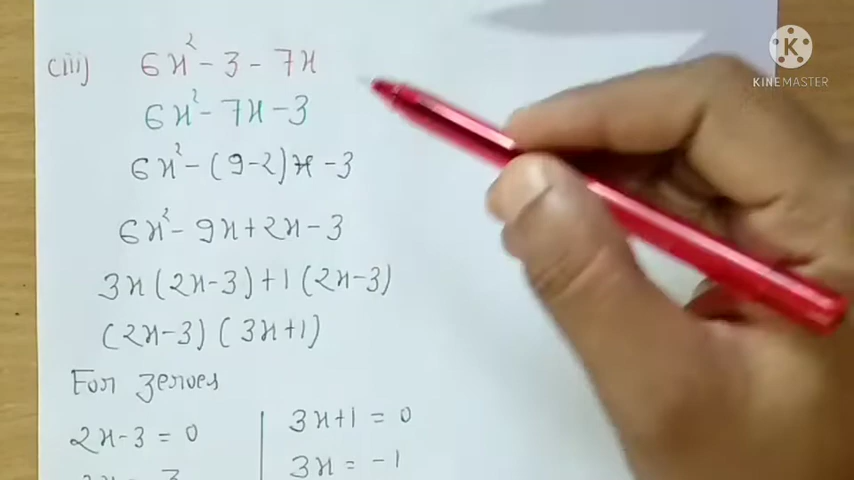 (iii) 6x² - 3 - 7x
6x² - 7x - 3
6x² - (9-2)x - 3
6x² - 9x + 2x - 3
3x(2x-3) + 1(2x-3)
(2x-3) (3x+1)
For zeroes
2x-3 = 0
3x+1 = 0
3x = -1
K
KINEMASTER